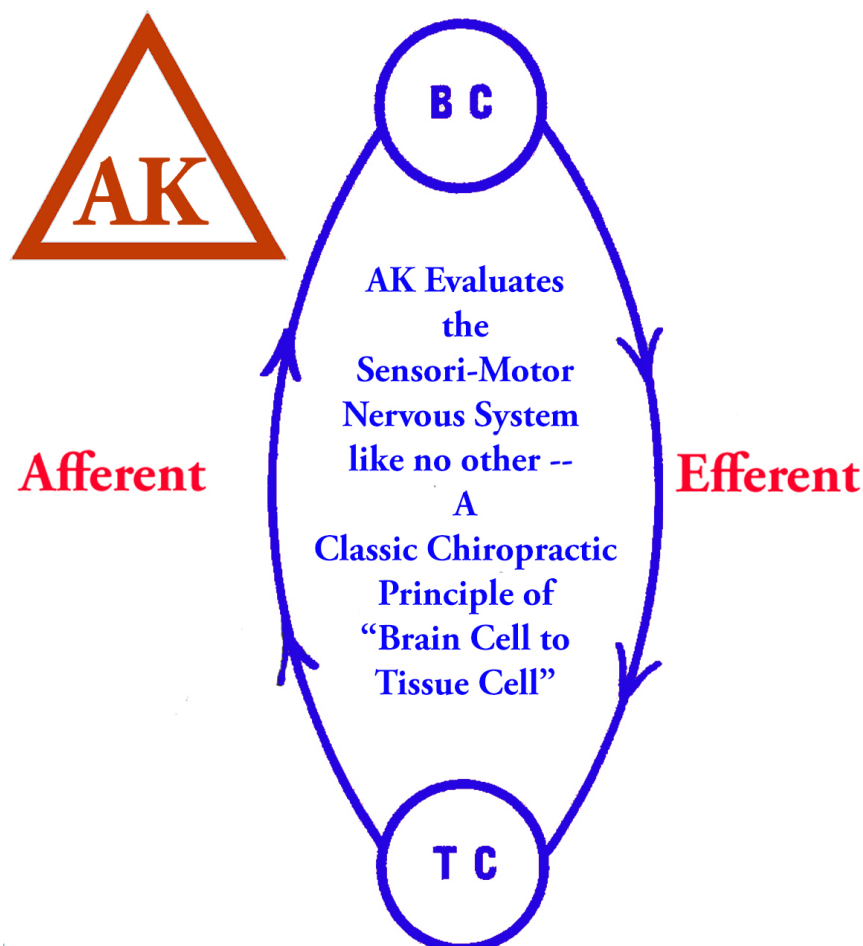 AK
B C
AK Evaluates
the
Sensori-Motor
Nervous System
like no other --
A
Classic Chiropractic
Principle of
“Brain Cell to
Tissue Cell”
Afferent
Efferent
T C